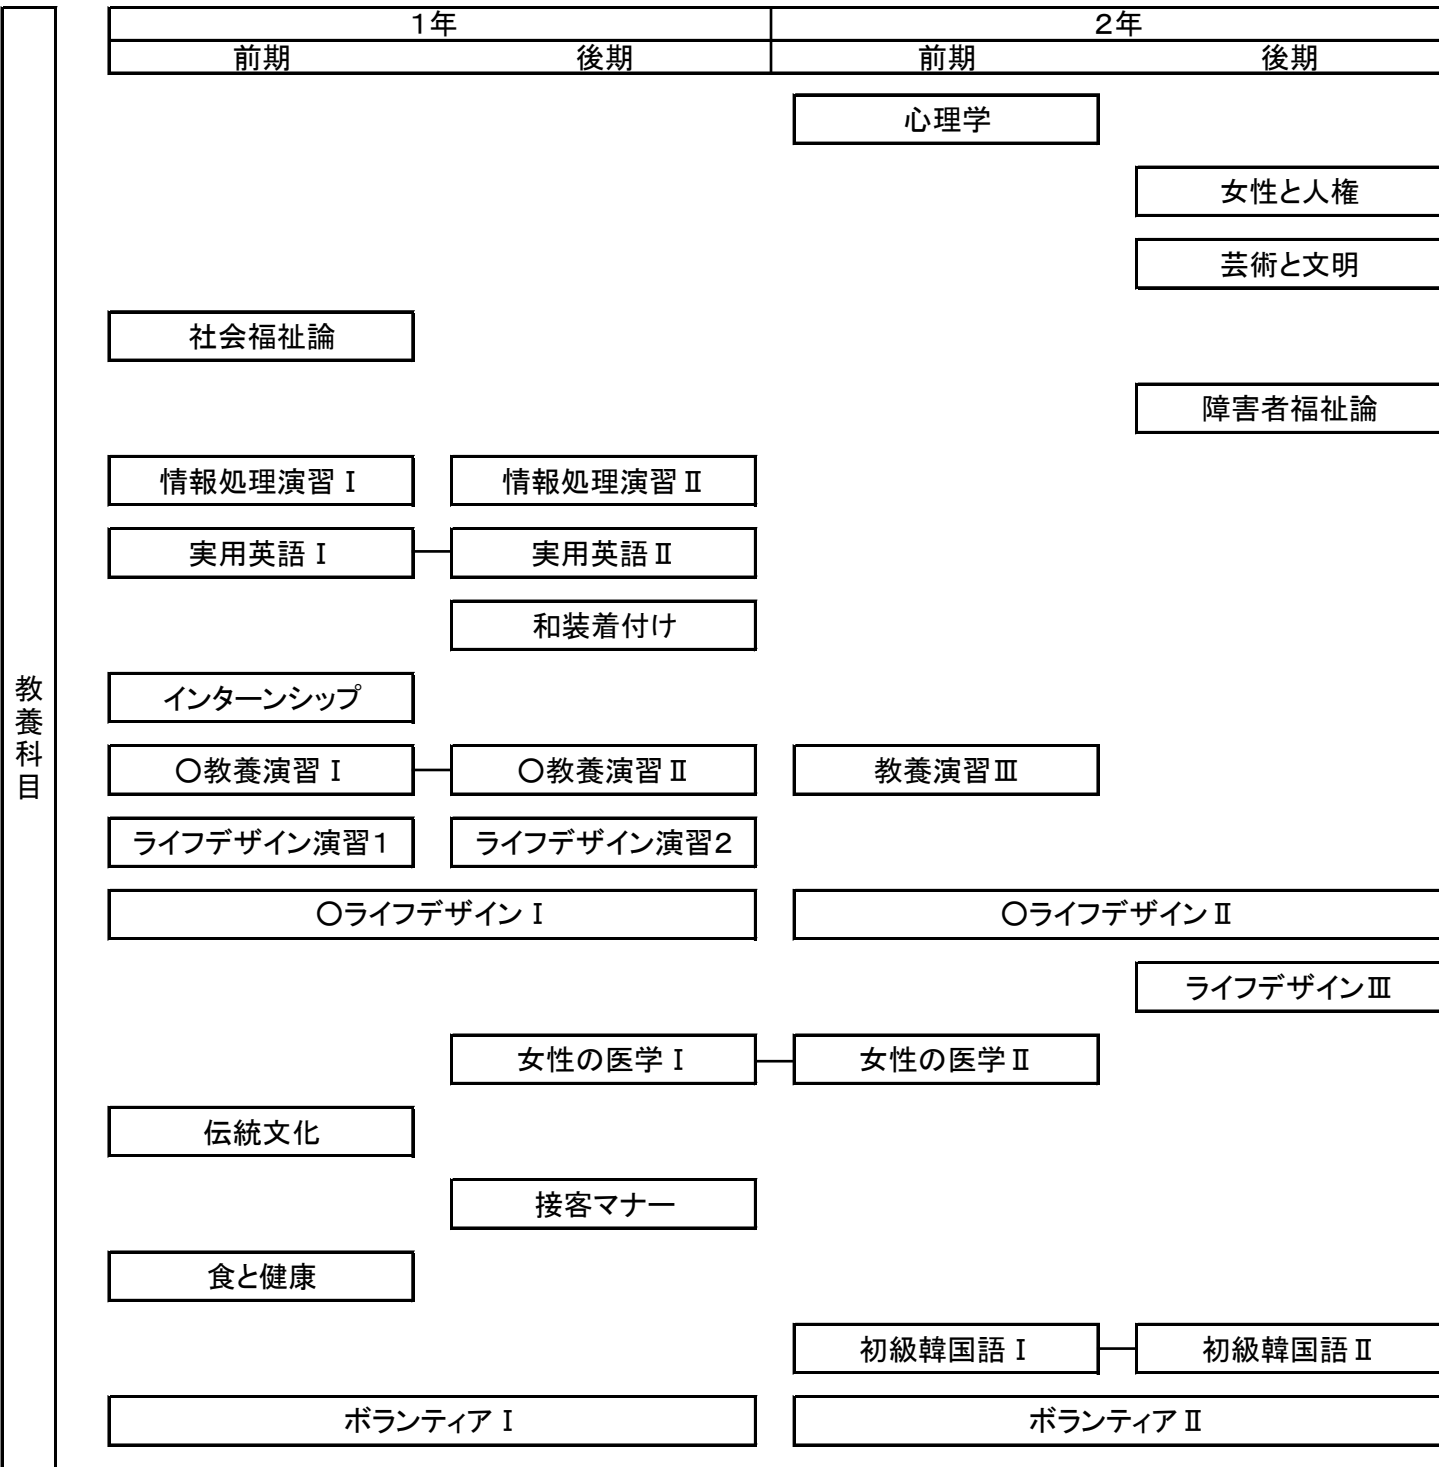 1年 2年
前期 後期 前期 後期
心理学
女性と人権
芸術と文明
社会福祉論
障害者福祉論
情報処理演習Ⅰ 情報処理演習Ⅱ
実用英語Ⅰ 実用英語Ⅱ
和装着付け
教養科目
インターンシップ
〇教養演習Ⅰ 〇教養演習Ⅱ 教養演習Ⅲ
ライフデザイン演習1 ライフデザイン演習2
〇ライフデザインⅠ 〇ライフデザインⅡ
ライフデザインⅢ
女性の医学Ⅰ 女性の医学Ⅱ
伝統文化
接客マナー
食と健康
初級韓国語Ⅰ 初級韓国語Ⅱ
ボランティアⅠ ボランティアⅡ